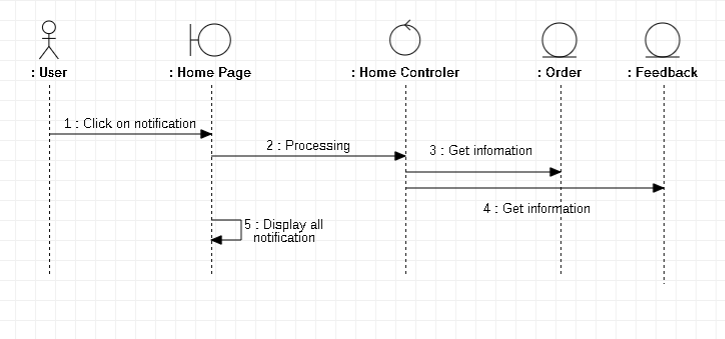 : User
: Home Page
: Home Controler
: Order
: Feedback
1 : Click on notification
2 : Processing
3 : Get infomation
4 : Get information
5 : Display all
notification